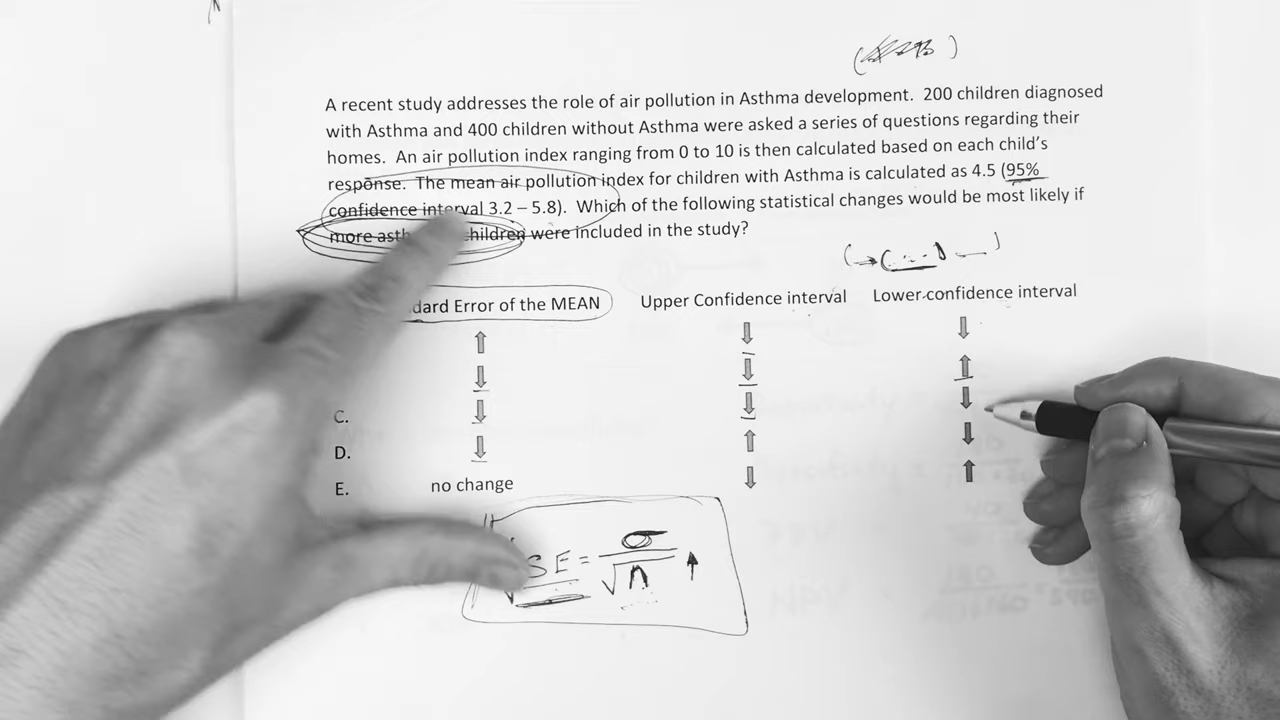 A recent study addresses the role of air pollution in Asthma development. 200 children diagnosed
with Asthma and 400 children without Asthma were asked a series of questions regarding their
homes. An air pollution index ranging from 0 to 10 is then calculated based on each child's
response. The mean air pollution index for children with Asthma is calculated as 4.5 (95%
confidence interval 3.2 – 5.8). Which of the following statistical changes would be most likely if
more children were included in the study?
Error of the MEAN Upper Confidence interval Lower confidence interval
↑ ↓ ↓
↓ ↓ ↑
C. ↓ ↓ ↓
D. ↓ ↑ ↓
E. no change ↓ ↑
SE = σ / √n ↑